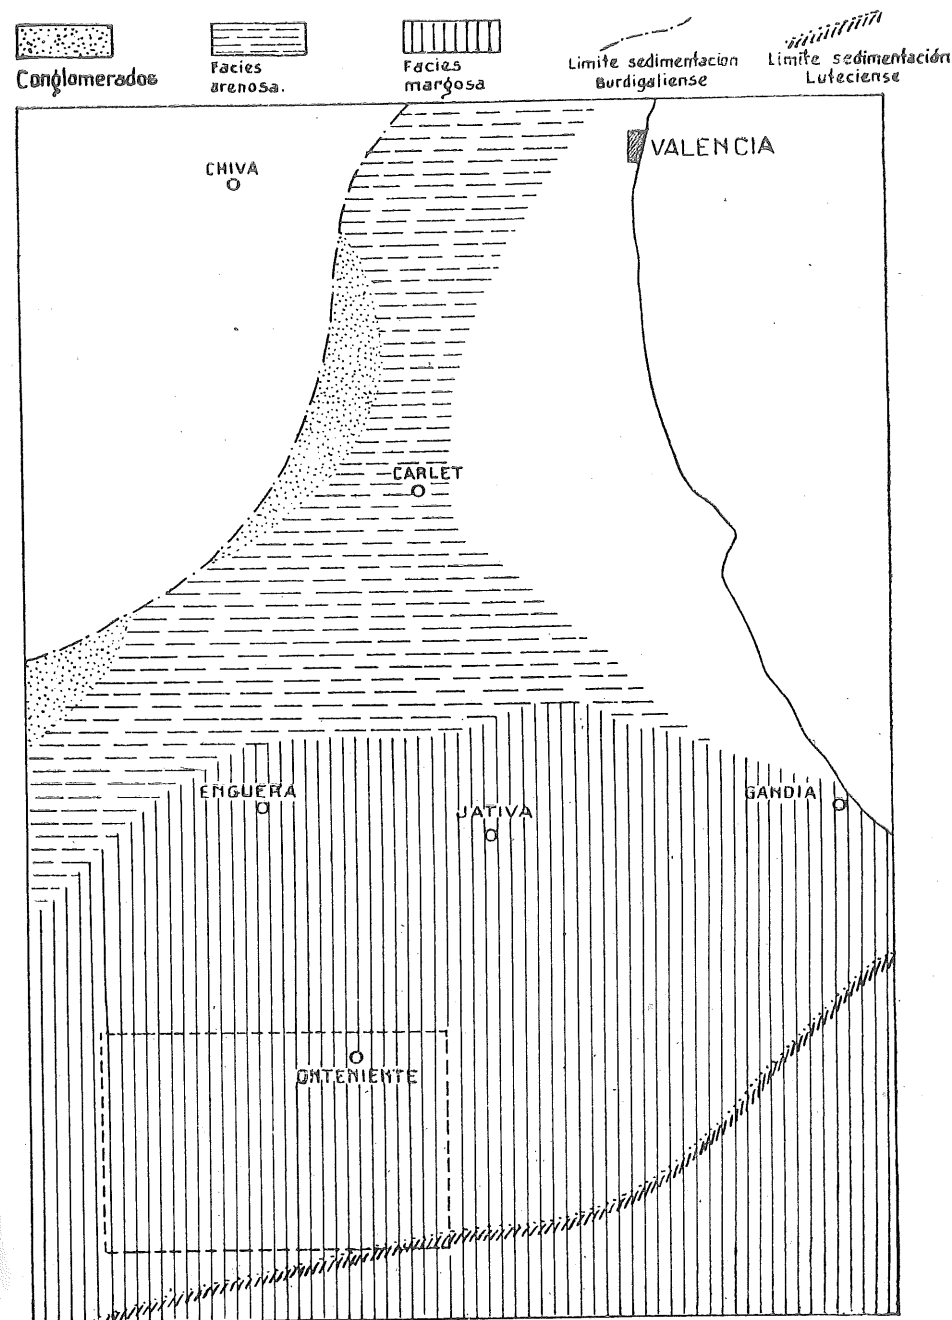 Conglomerados
Facies
arenosa.
Facies
margosa
Limite sedimentacion
Burdigaliense
Limite sedimentación
Luteciense
CHIVA
VALENCIA
CARLET
ENGUERA
JATIVA
GANDIA
ONTENIENTE